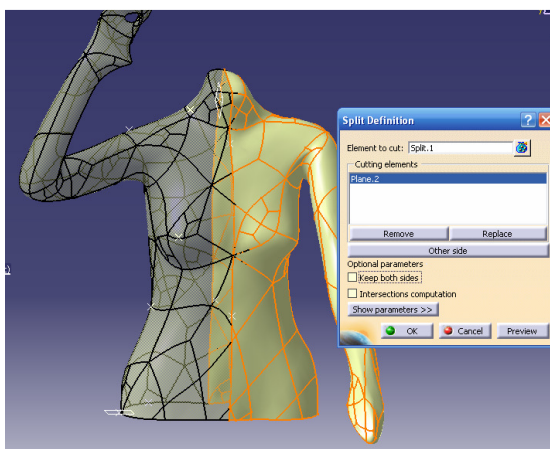 Split Definition
Element to cut: Split.1
Cutting elements
Plane.2
Remove Replace
Other side
Optional parameters
Keep both sides
Intersections computation
Show parameters >>
OK Cancel Preview